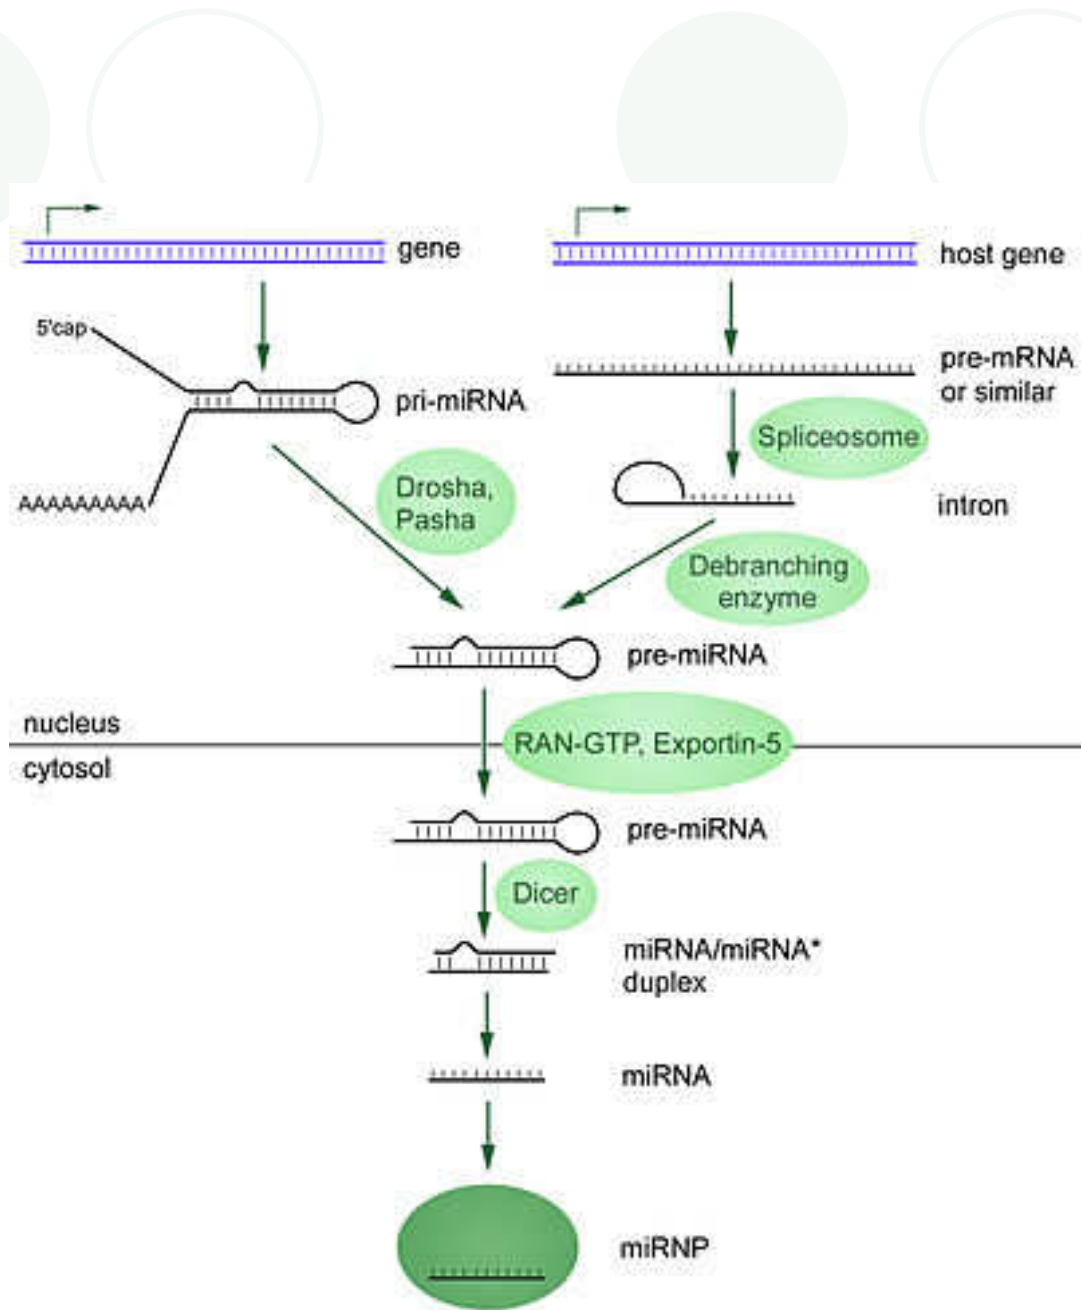 gene
host gene
5'cap
pri-miRNA
pre-mRNA
or similar
Spliceosome
AAAAAAAAA
Drosha,
Pasha
intron
Debranching
enzyme
pre-miRNA
nucleus
RAN-GTP, Exportin-5
cytosol
pre-miRNA
Dicer
miRNA/miRNA*
duplex
miRNA
miRNP